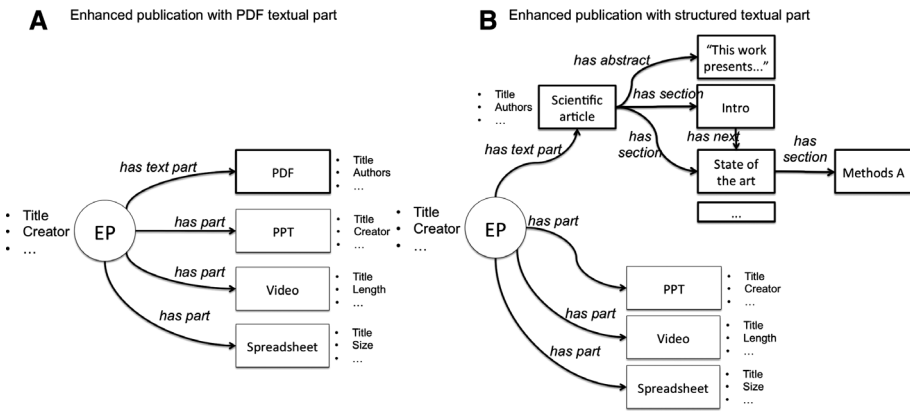 A Enhanced publication with PDF textual part
has text part
PDF
• Title
• Authors
• ...
• Title
• Creator
• ...
EP
has part
PPT
• Title
• Creator
• ...
has part
Video
• Title
• Length
• ...
has part
Spreadsheet
• Title
• Size
• ...
B Enhanced publication with structured textual part
has abstract
“This work
presents...”
• Title
• Authors
• ...
Scientific
article
has section
Intro
has
section
has next
State of
the art
has
section
Methods A
...
has text part
• Title
• Creator
• ...
EP
has part
PPT
• Title
• Creator
• ...
has part
Video
• Title
• Length
• ...
has part
Spreadsheet
• Title
• Size
• ...